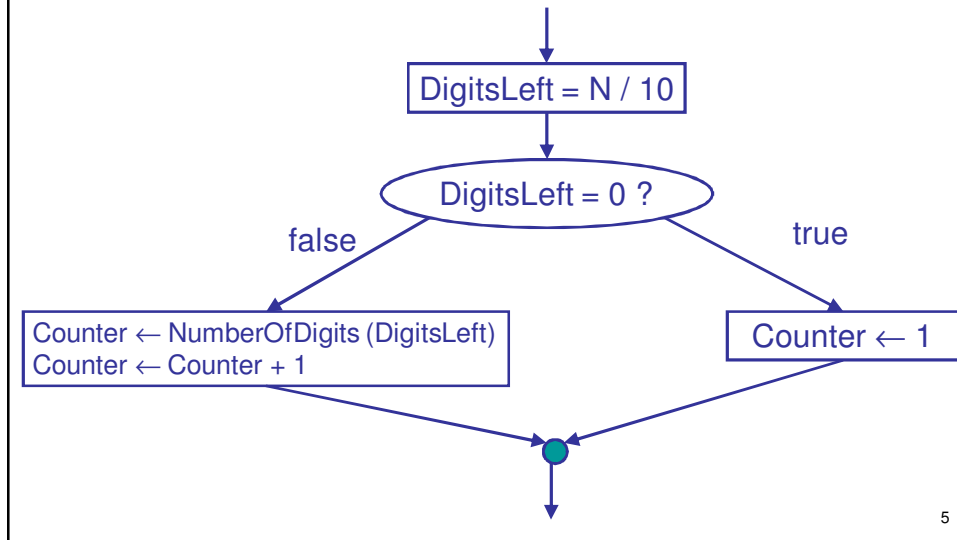 DigitsLeft = N / 10
DigitsLeft = 0 ?
false
true
Counter ← NumberOfDigits (DigitsLeft)
Counter ← Counter + 1
Counter ← 1
5